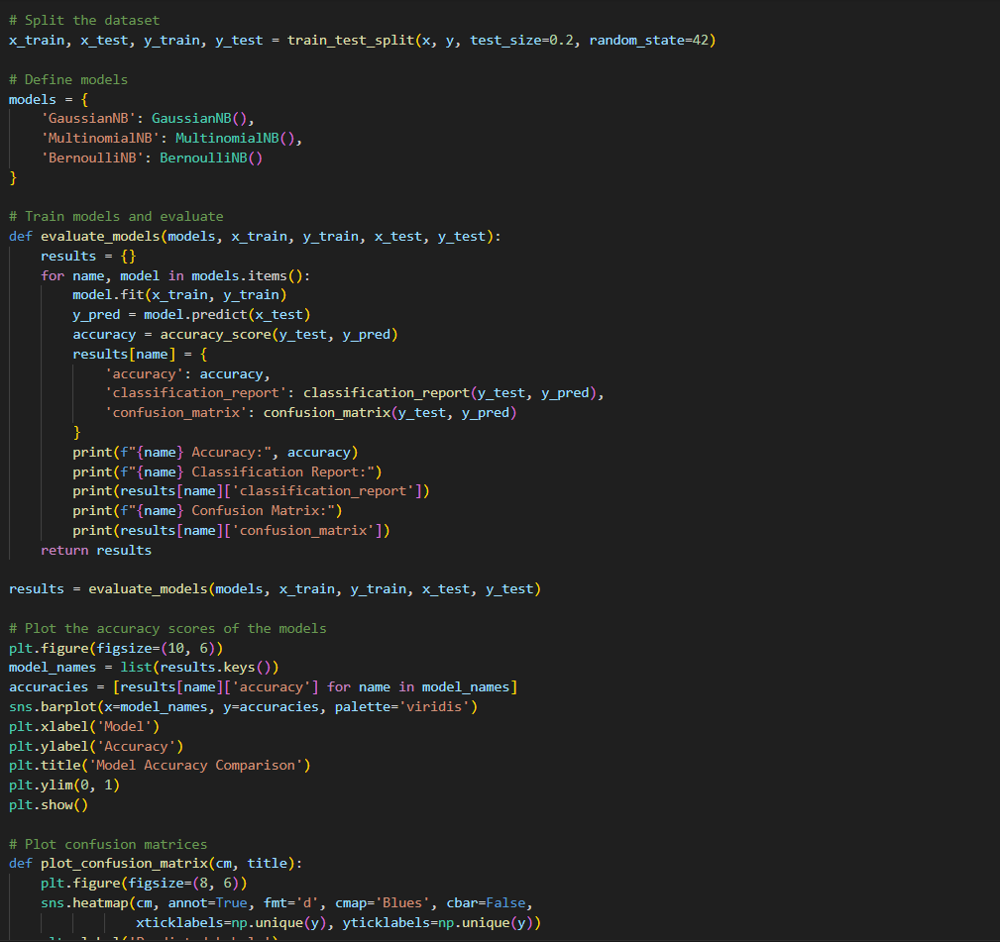 # Split the dataset
x_train, x_test, y_train, y_test = train_test_split(x, y, test_size=0.2, random_state=42)

# Define models
models = {
    'GaussianNB': GaussianNB(),
    'MultinomialNB': MultinomialNB(),
    'BernoulliNB': BernoulliNB()
}

# Train models and evaluate
def evaluate_models(models, x_train, y_train, x_test, y_test):
    results = {}
    for name, model in models.items():
        model.fit(x_train, y_train)
        y_pred = model.predict(x_test)
        accuracy = accuracy_score(y_test, y_pred)
        results[name] = {
            'accuracy': accuracy,
            'classification_report': classification_report(y_test, y_pred),
            'confusion_matrix': confusion_matrix(y_test, y_pred)
        }
        print(f"{name} Accuracy:", accuracy)
        print(f"{name} Classification Report:")
        print(results[name]['classification_report'])
        print(f"{name} Confusion Matrix:")
        print(results[name]['confusion_matrix'])
    return results

results = evaluate_models(models, x_train, y_train, x_test, y_test)

# Plot the accuracy scores of the models
plt.figure(figsize=(10, 6))
model_names = list(results.keys())
accuracies = [results[name]['accuracy'] for name in model_names]
sns.barplot(x=model_names, y=accuracies, palette='viridis')
plt.xlabel('Model')
plt.ylabel('Accuracy')
plt.title('Model Accuracy Comparison')
plt.ylim(0, 1)
plt.show()

# Plot confusion matrices
def plot_confusion_matrix(cm, title):
    plt.figure(figsize=(8, 6))
    sns.heatmap(cm, annot=True, fmt='d', cmap='Blues', cbar=False,
                xticklabels=np.unique(y), yticklabels=np.unique(y))